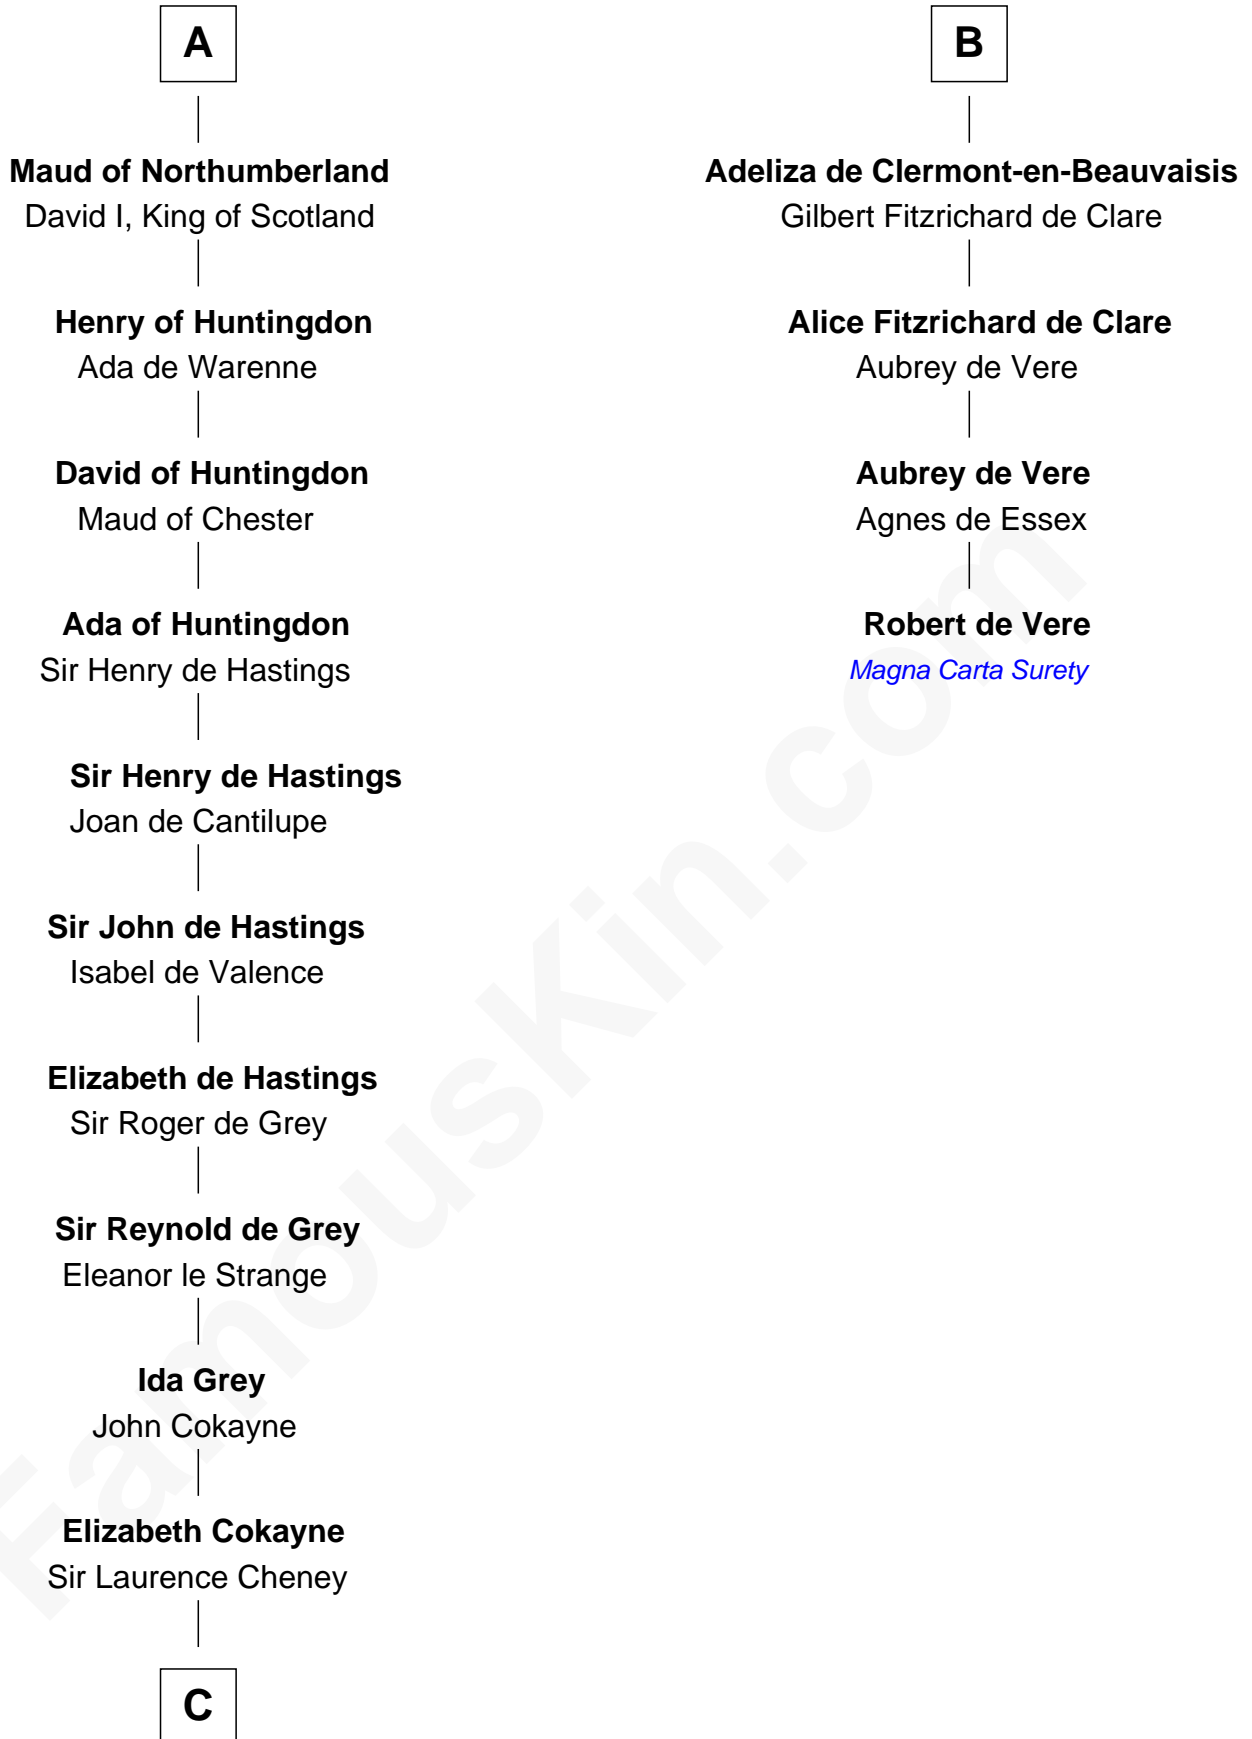 A
Maud of Northumberland
David I, King of Scotland
Henry of Huntingdon
Ada de Warenne
David of Huntingdon
Maud of Chester
Ada of Huntingdon
Sir Henry de Hastings
Sir Henry de Hastings
Joan de Cantilupe
Sir John de Hastings
Isabel de Valence
Elizabeth de Hastings
Sir Roger de Grey
Sir Reynold de Grey
Eleanor le Strange
Ida Grey
John Cokayne
Elizabeth Cokayne
Sir Laurence Cheney
C
B
Adeliza de Clermont-en-Beauvaisis
Gilbert Fitzrichard de Clare
Alice Fitzrichard de Clare
Aubrey de Vere
Aubrey de Vere
Agnes de Essex
Robert de Vere
Magna Carta Surety
FamousKin.com